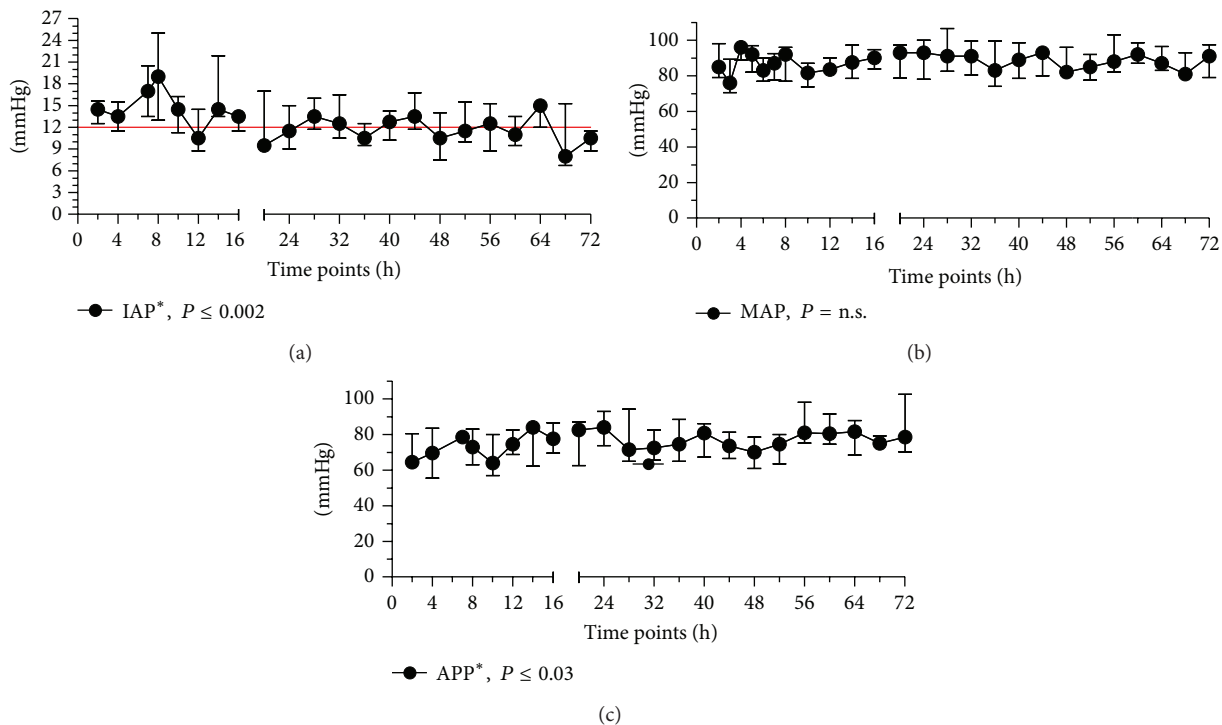 27
24
21
18
15
12
9
6
3
0
(mmHg)
0 4 8 12 16 24 32 40 48 56 64 72
Time points (h)
IAP*, P ≤ 0.002
(a)
100
80
60
40
20
0
(mmHg)
0 4 8 12 16 24 32 40 48 56 64 72
Time points (h)
MAP, P = n.s.
(b)
100
80
60
40
20
0
(mmHg)
0 4 8 12 16 24 32 40 48 56 64 72
Time points (h)
APP*, P ≤ 0.03
(c)